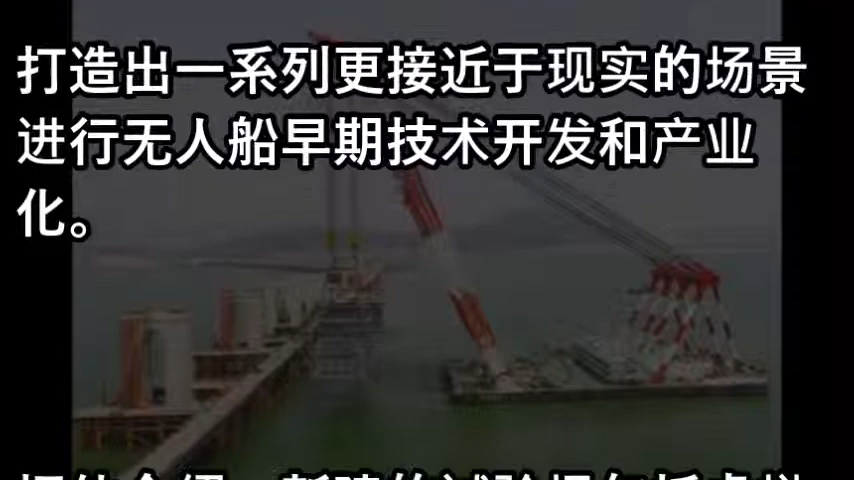 打造出一系列更接近于现实的场景
进行无人船早期技术开发和产业
化。